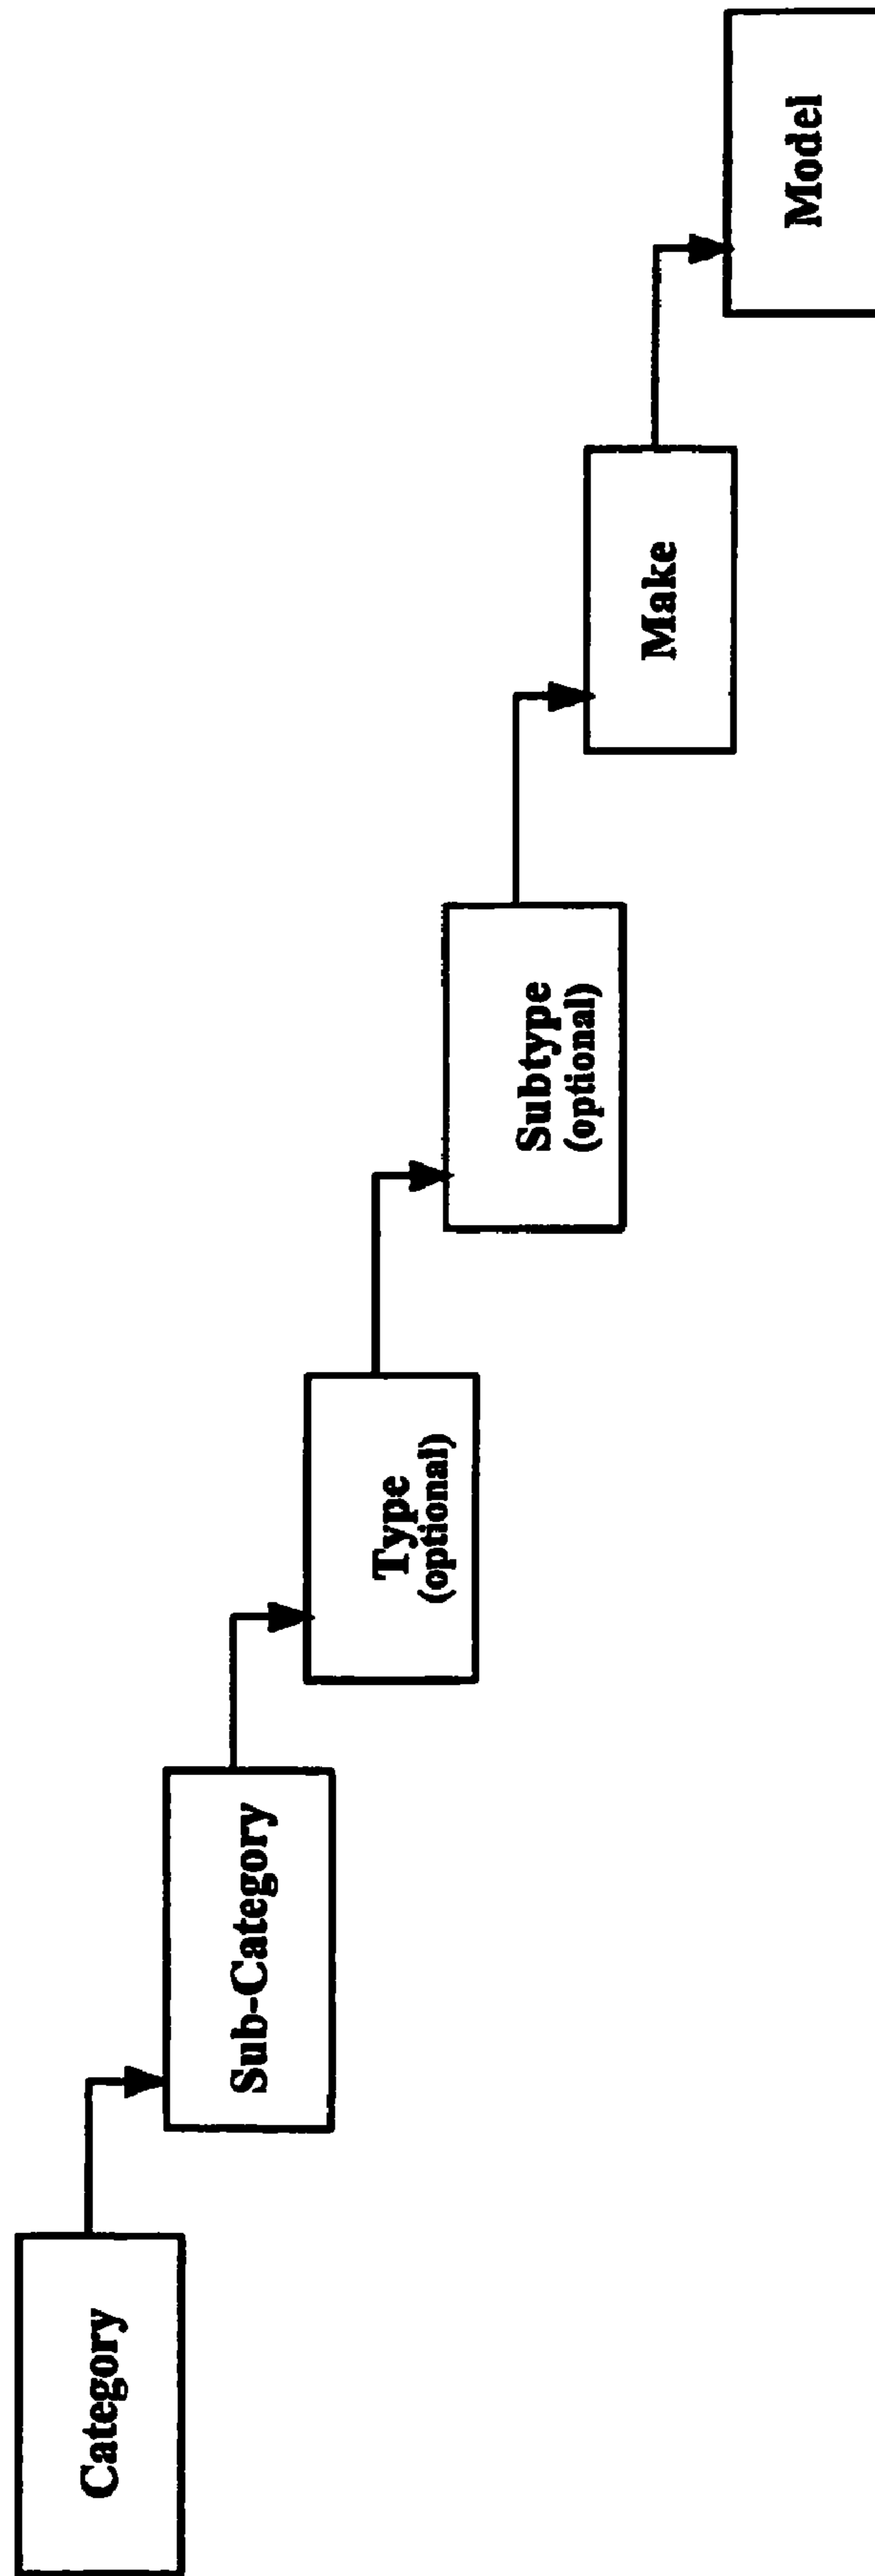 Category
Sub-Category
Type
(optional)
Subtype
(optional)
Make
Model